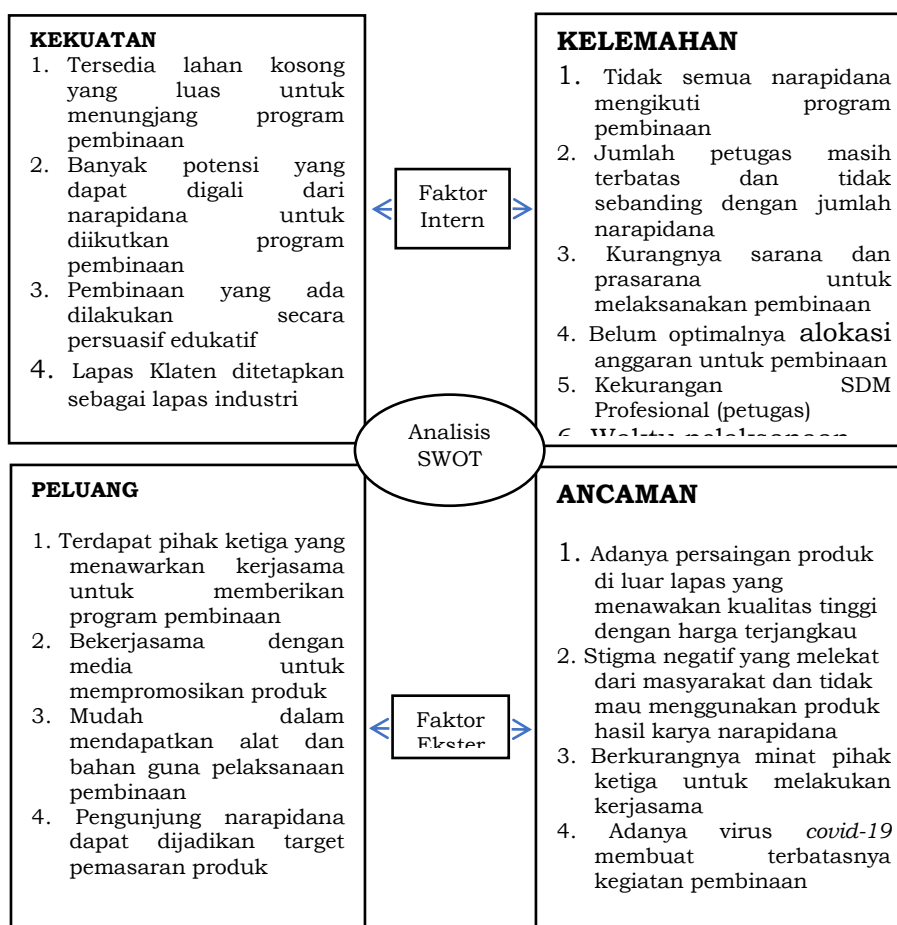 KEKUATAN
1. Tersedia lahan kosong
yang luas untuk
menungjang program
pembinaan
2. Banyak potensi yang
dapat digali dari
narapidana untuk
diikutkan program
pembinaan
3. Pembinaan yang ada
dilakukan secara
persuasif edukatif
4. Lapas Klaten ditetapkan
sebagai lapas industri
Faktor
Intern
KELEMAHAN
1. Tidak semua narapidana
mengikuti program
pembinaan
2. Jumlah petugas masih
terbatas dan tidak
sebanding dengan jumlah
narapidana
3. Kurangnya sarana dan
prasarana untuk
melaksanakan pembinaan
4. Belum optimalnya alokasi
anggaran untuk pembinaan
5. Kekurangan SDM
Profesional (petugas)
6. Waktu pelaksanaan
Analisis
SWOT
PELUANG
1. Terdapat pihak ketiga yang
menawarkan kerjasama
untuk memberikan
program pembinaan
2. Bekerjasama dengan
media untuk
mempromosikan produk
3. Mudah dalam
mendapatkan alat dan
bahan guna pelaksanaan
pembinaan
4. Pengunjung narapidana
dapat dijadikan target
pemasaran produk
Faktor
Ekster
ANCAMAN
1. Adanya persaingan produk
di luar lapas yang
menawakan kualitas tinggi
dengan harga terjangkau
2. Stigma negatif yang melekat
dari masyarakat dan tidak
mau menggunakan produk
hasil karya narapidana
3. Berkurangnya minat pihak
ketiga untuk melakukan
kerjasama
4. Adanya virus covid-19
membuat terbatasnya
kegiatan pembinaan